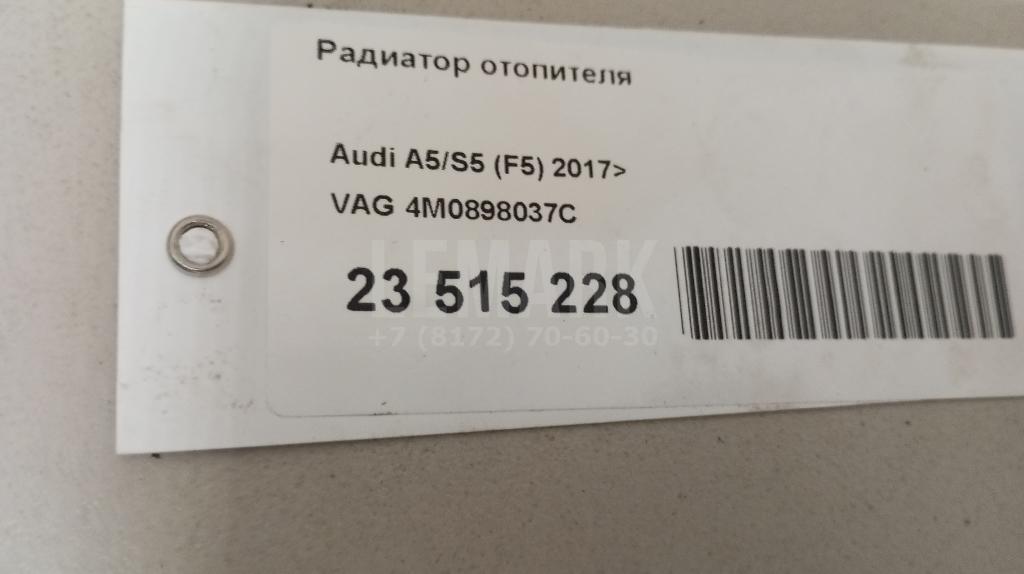 Радиатор отопителя
Audi A5/S5 (F5) 2017>
VAG 4M0898037C
23 515 228
LEMARK
+7 (8172) 70-60-30